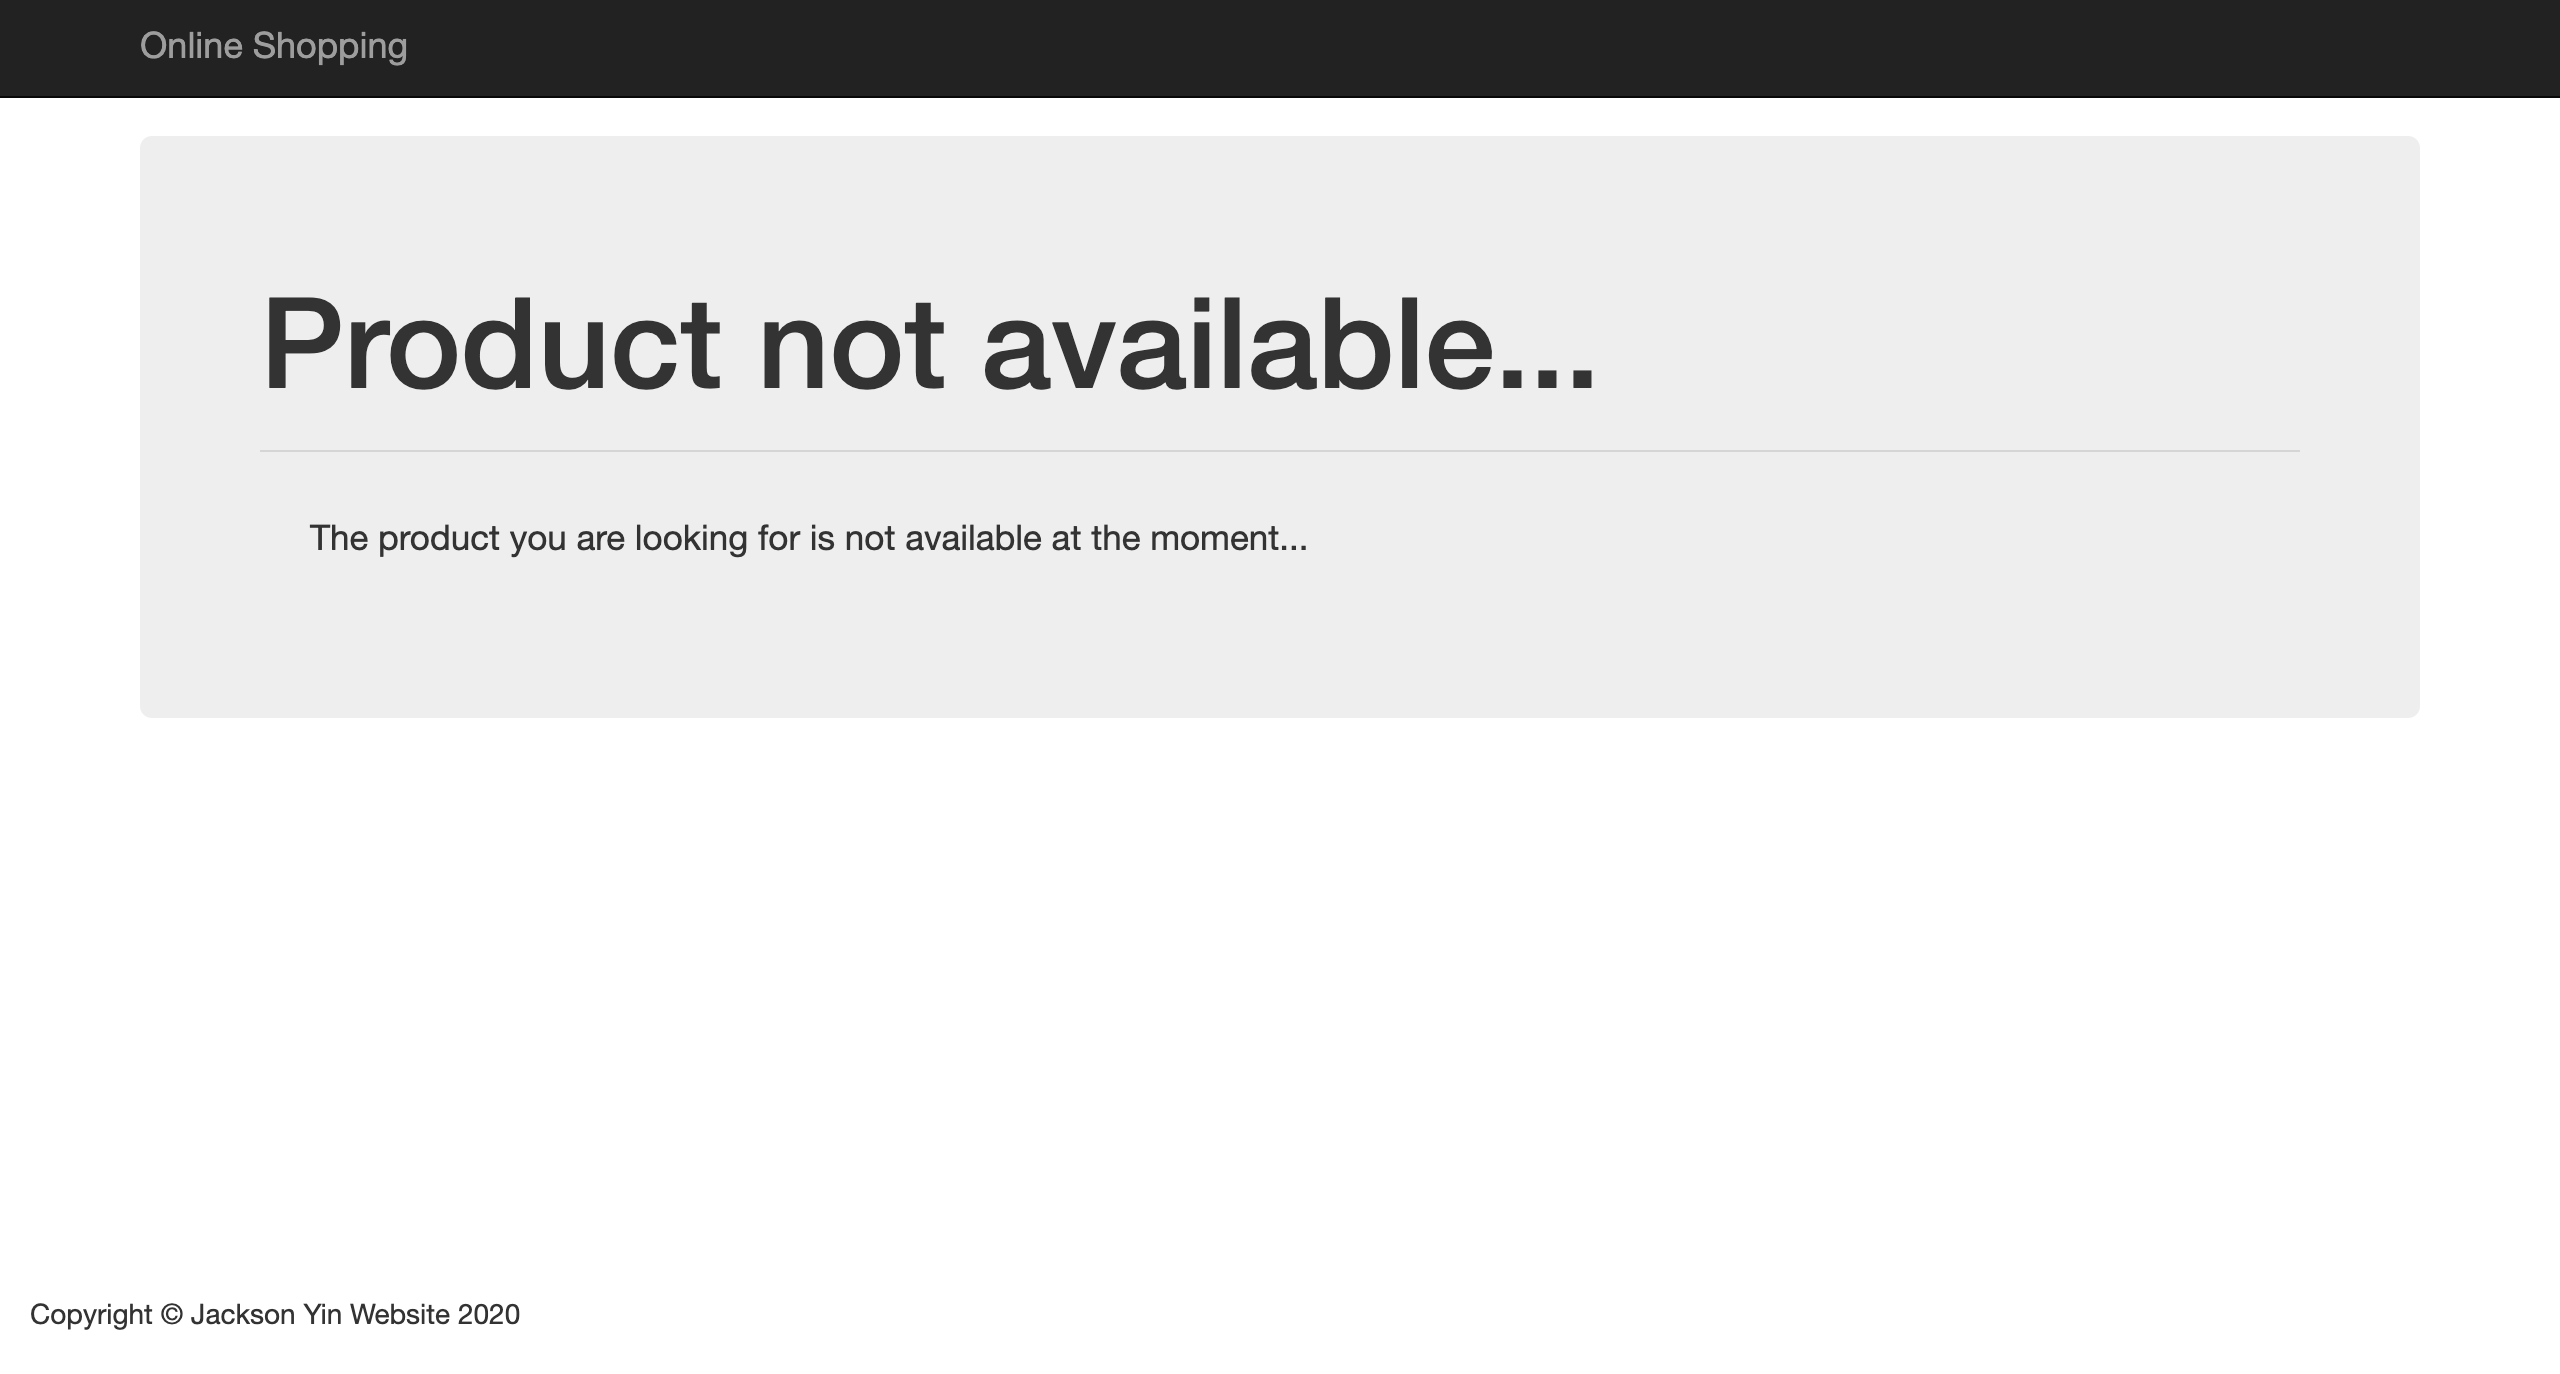 Online Shopping
Product not available...
The product you are looking for is not available at the moment...
Copyright © Jackson Yin Website 2020